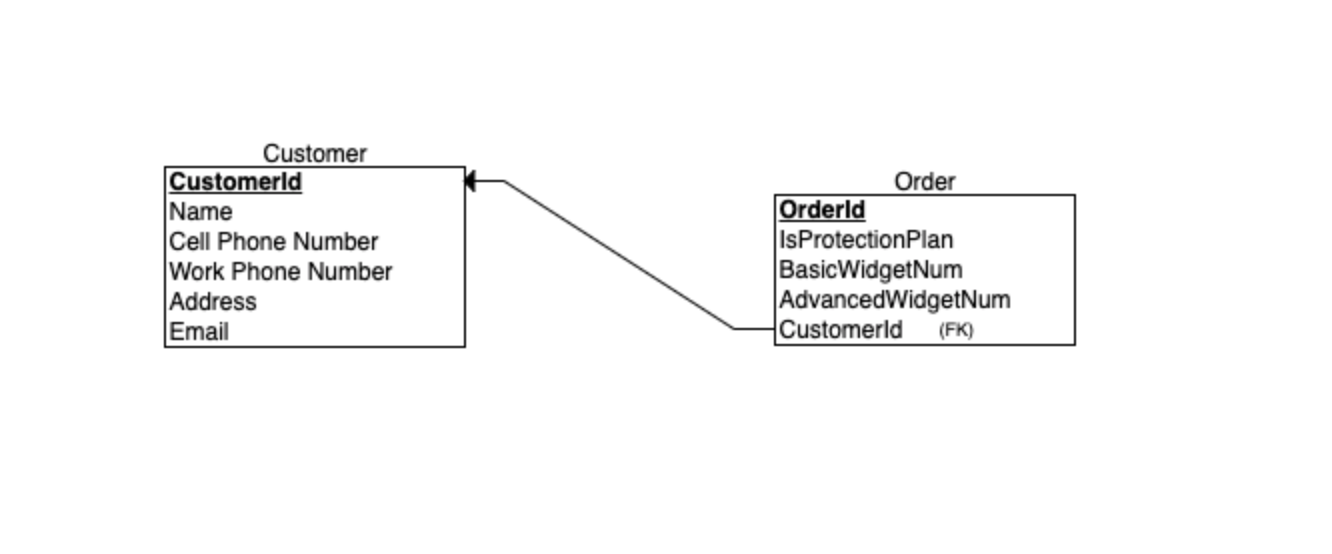 Customer
CustomerId
Name
Cell Phone Number
Work Phone Number
Address
Email
Order
OrderId
IsProtectionPlan
BasicWidgetNum
AdvancedWidgetNum
CustomerId (FK)